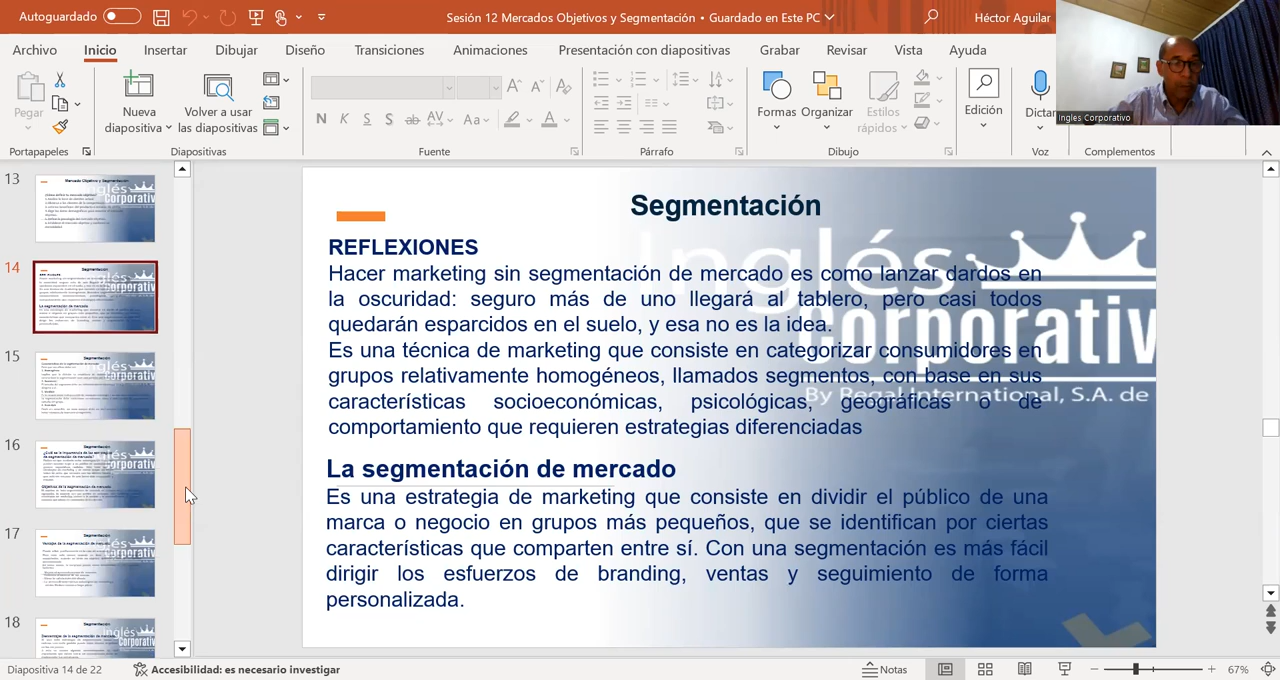 Autoguardado
Sesión 12 Mercados Objetivos y Segmentación • Guardado en Este PC
Héctor Aguilar
Archivo Inicio Insertar Dibujar Diseño Transiciones Animaciones Presentación con diapositivas Grabar Revisar Vista Ayuda
Pegar
Nueva diapositiva
Volver a usar las diapositivas
Formas
Organizar
Estilos rápidos
Edición
Dictar
Ingles Corporativo
Portapapeles
Diapositivas
Fuente
Párrafo
Dibujo
Voz
Complementos
13
14
15
16
17
18
Segmentación
REFLEXIONES
Hacer marketing sin segmentación de mercado es como lanzar dardos en
la oscuridad: seguro más de uno llegará al tablero, pero casi todos
quedarán esparcidos en el suelo, y esa no es la idea.
Es una técnica de marketing que consiste en categorizar consumidores en
grupos relativamente homogéneos, llamados segmentos, con base en sus
características socioeconómicas, psicológicas, geográficas o de
comportamiento que requieren estrategias diferenciadas
La segmentación de mercado
Es una estrategia de marketing que consiste en dividir el público de una
marca o negocio en grupos más pequeños, que se identifican por ciertas
características que comparten entre sí. Con una segmentación es más fácil
dirigir los esfuerzos de branding, ventas y seguimiento de forma
personalizada.
Inglés
Corporativ
By Regal International, S.A. de
Diapositiva 14 de 22
Accesibilidad: es necesario investigar
Notas
67%